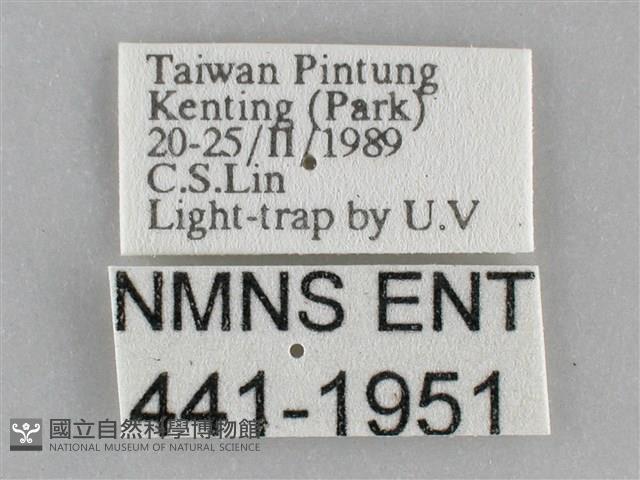 Taiwan Pintung
Kenting (Park)
20-25/II/1989
C.S.Lin
Light-trap by U.V
NMNS ENT
441-1951
國立自然科學博物館
NATIONAL MUSEUM OF NATURAL SCIENCE